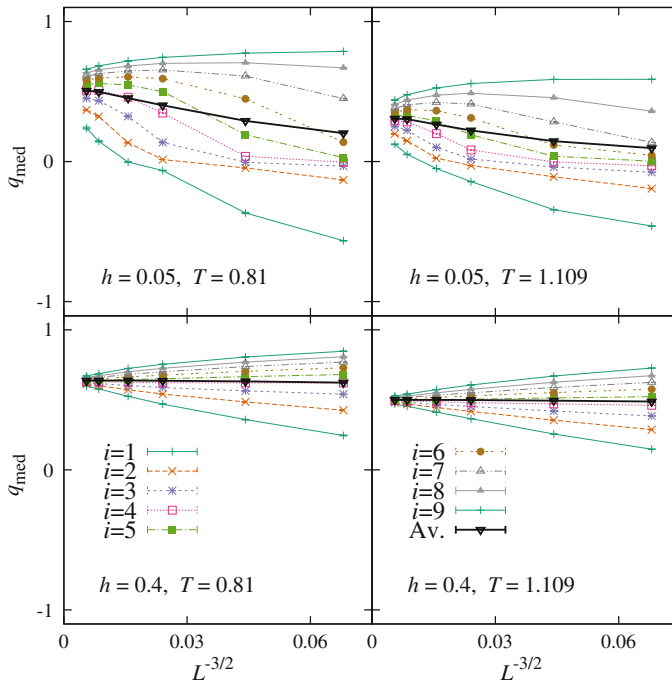 1
0
-1
q_med
h = 0.05, T = 0.81
h = 0.05, T = 1.109
0
-1
q_med
i=1
i=2
i=3
i=4
i=5
i=6
i=7
i=8
i=9
Av.
h = 0.4, T = 0.81
h = 0.4, T = 1.109
0 0.03 0.06 0.03 0.06
L^{-3/2} L^{-3/2}